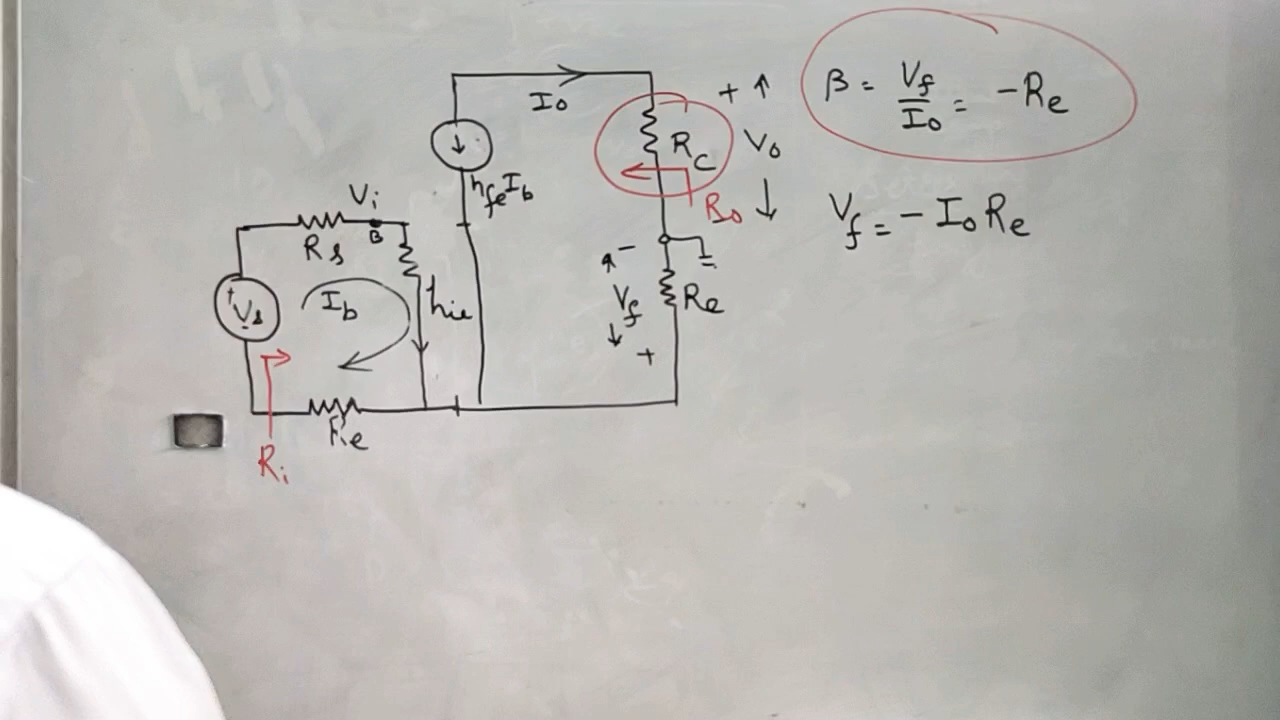 β = Vf/Io = -Re
Vf = - Io Re
Io
+
Vo
RC
Ro
hfe Ib
Vi
B
Rs
Ib
hie
+
Vs
-
-
Vf
+
Re
Re
Ri